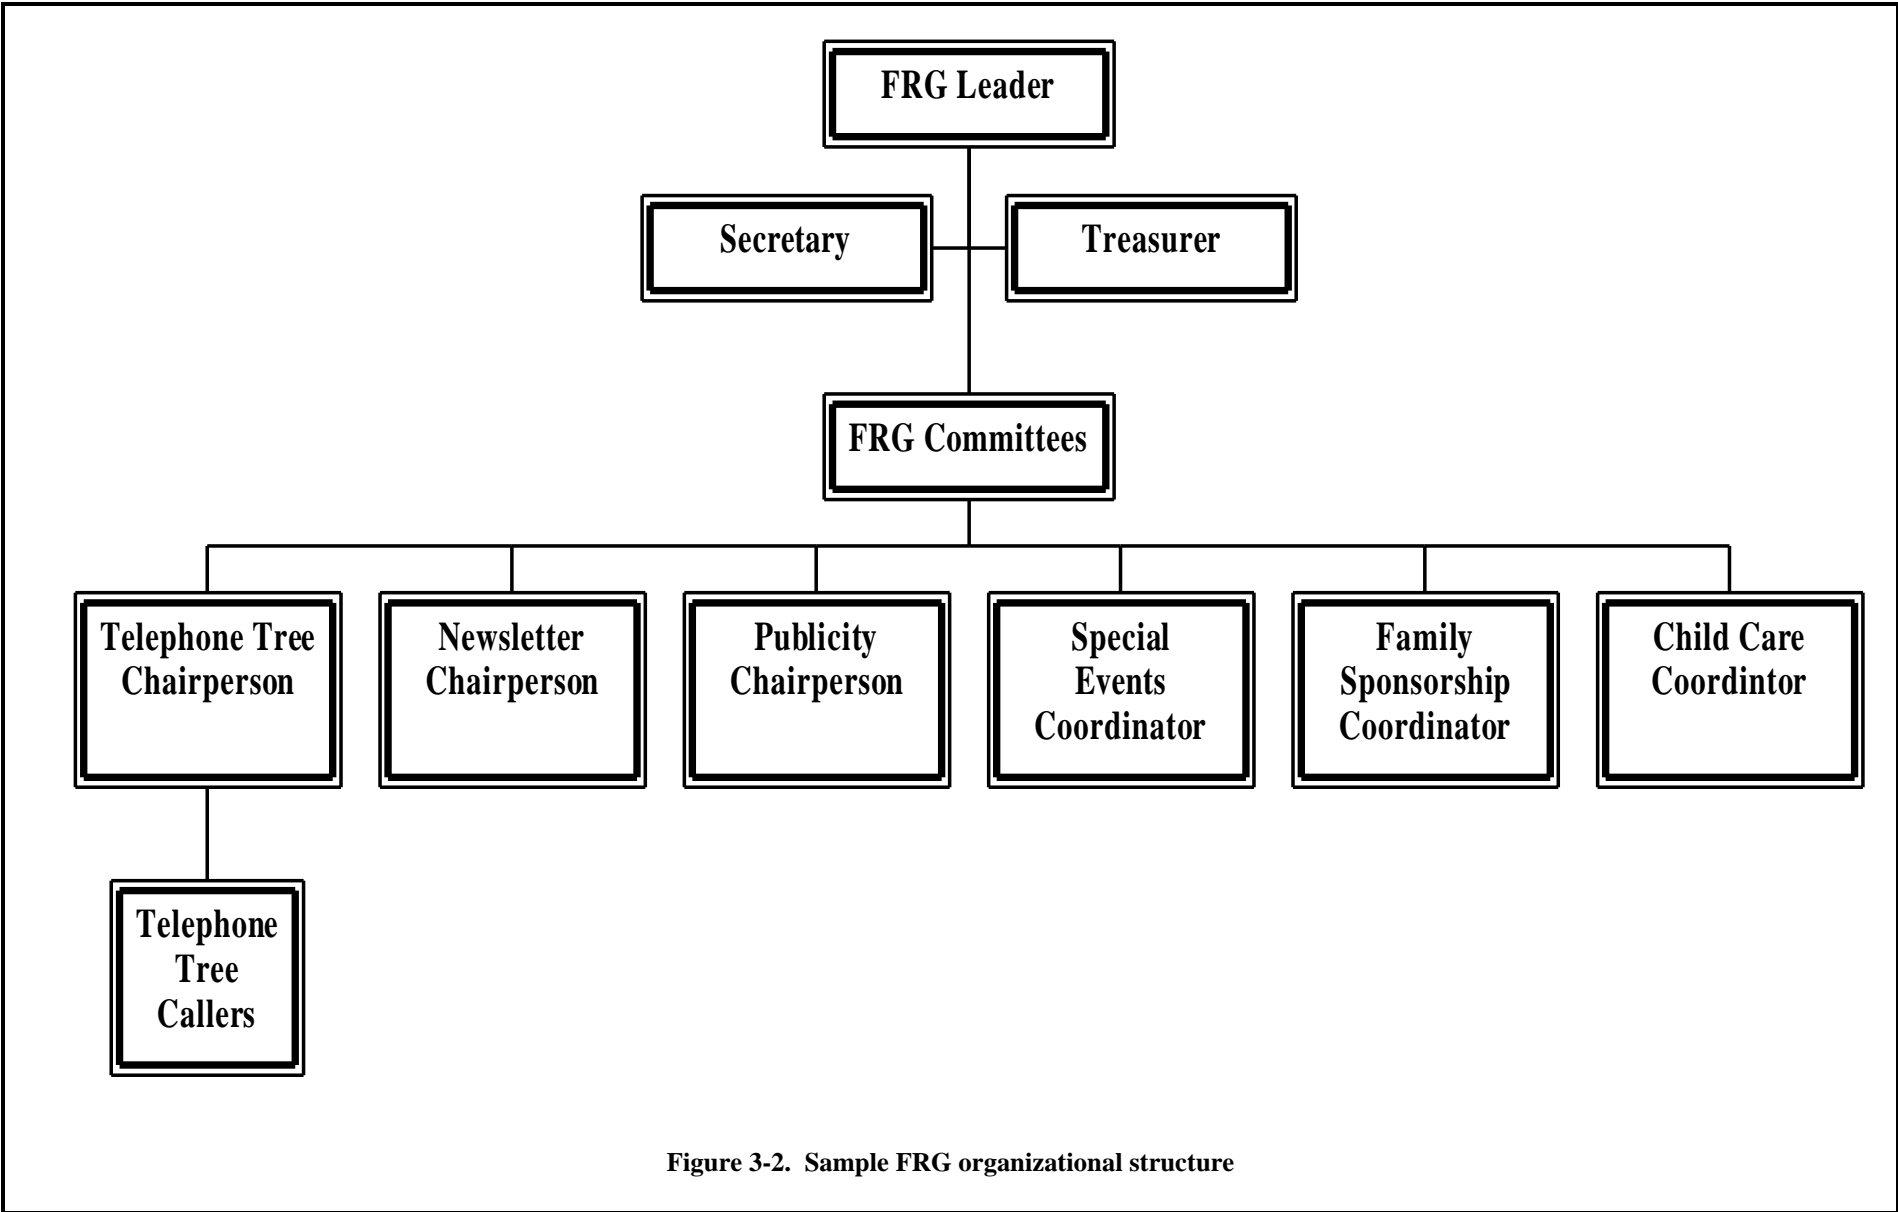 FRG Leader
Secretary
Treasurer
FRG Committees
Telephone Tree
Chairperson
Newsletter
Chairperson
Publicity
Chairperson
Special
Events
Coordinator
Family
Sponsorship
Coordinator
Child Care
Coordintor
Telephone
Tree
Callers
Figure 3-2.  Sample FRG organizational structure